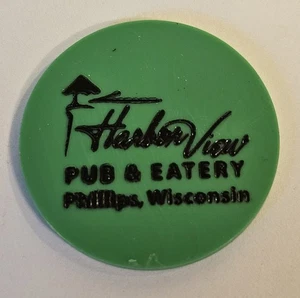 Harbor View
PUB & EATERY
Phillips, Wisconsin